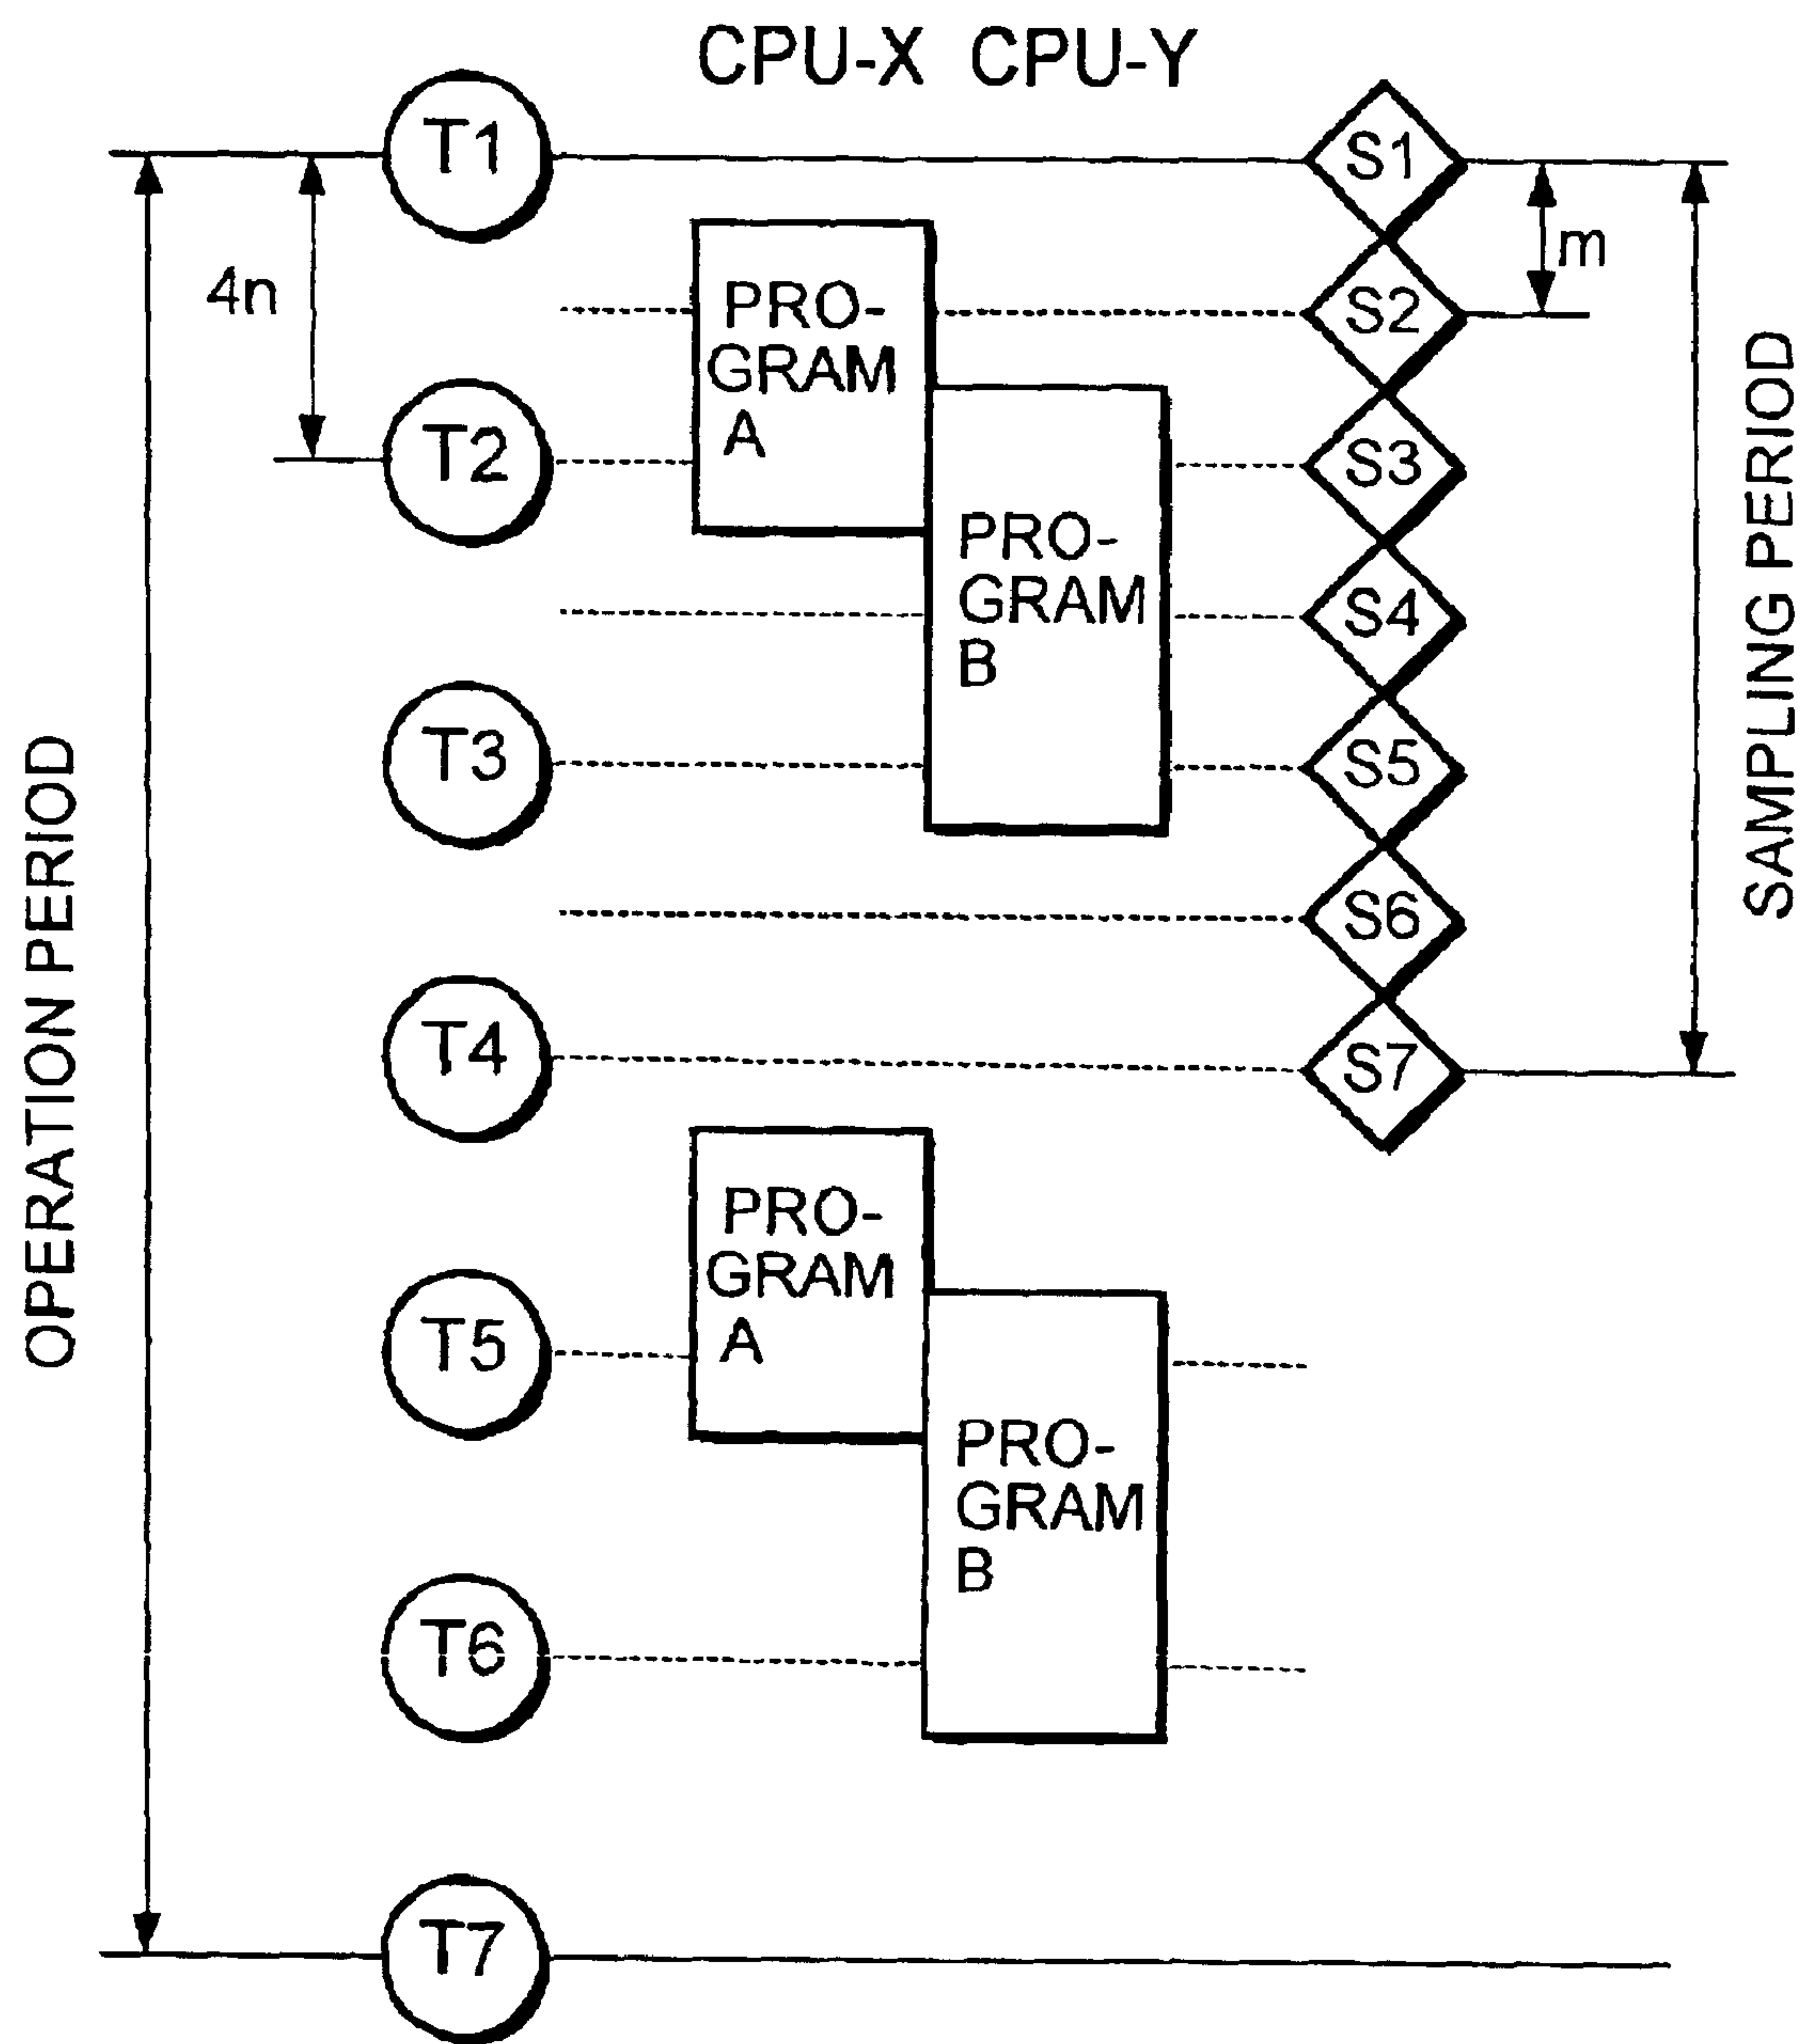 CPU-X CPU-Y
T1
S1
4n
m
PRO-
GRAM
A
S2
T2
S3
PRO-
GRAM
B
S4
T3
S5
S6
T4
S7
OPERATION PERIOD
SAMPLING PERIOD
PRO-
GRAM
A
T5
PRO-
GRAM
B
T6
T7